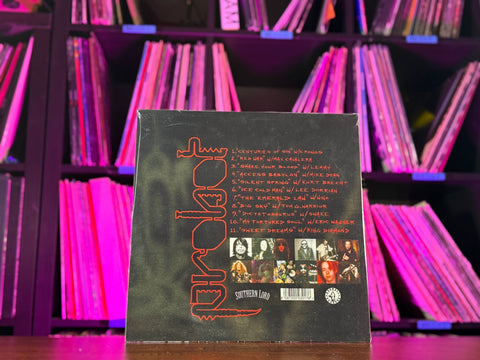 JAM
PROBOT
1. "CENTURIES OF SIN" W/CRONOS
2. "RED WAR" W/MAX CAVALERA
3. "SHAKE YOUR BLOOD" W/LEMMY
4. "ACCESS BABYLON" W/MIKE DEAN
5. "SILENT SPRING" W/KURT BRECHT
6. "ICE COLD MAN" W/LEE DORRIAN
7. "THE EMERALD LAW" W/WINO
8. "BIG SKY" W/TOM G. WARRIOR
9. "DICTATOSAURUS" W/SNAKE
10. "MY TORTURED SOUL" W/ERIC WAGNER
11. "SWEET DREAMS" W/KING DIAMOND
SOUTHERN LORD